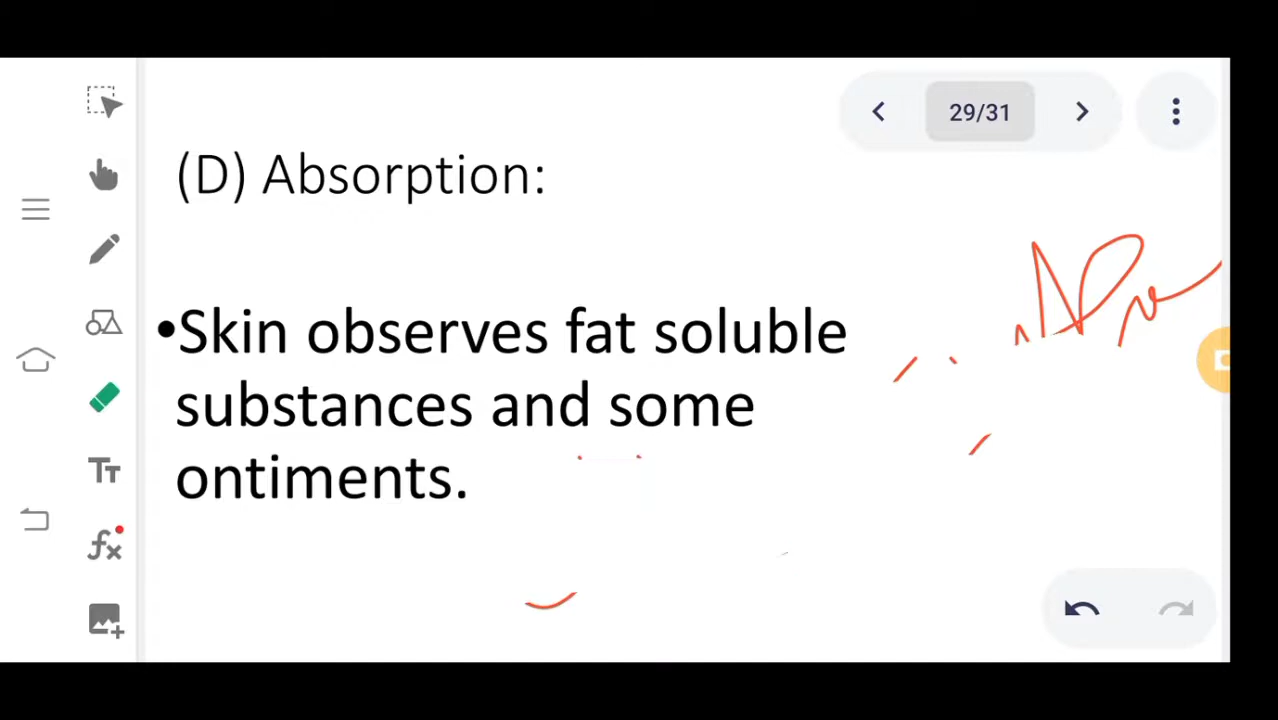 29/31
(D) Absorption:
•Skin observes fat soluble
substances and some
ontiments.